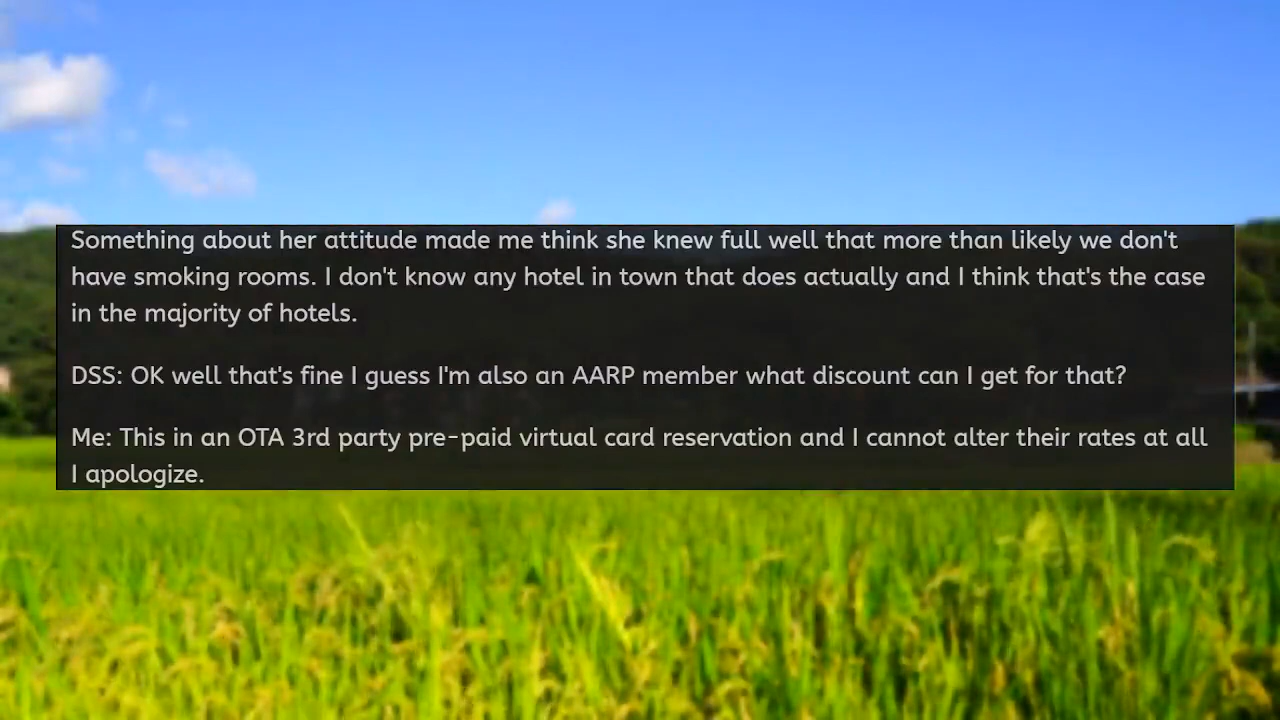 Something about her attitude made me think she knew full well that more than likely we don't
have smoking rooms. I don't know any hotel in town that does actually and I think that's the case
in the majority of hotels.
DSS: OK well that's fine I guess I'm also an AARP member what discount can I get for that?
Me: This in an OTA 3rd party pre-paid virtual card reservation and I cannot alter their rates at all
I apologize.